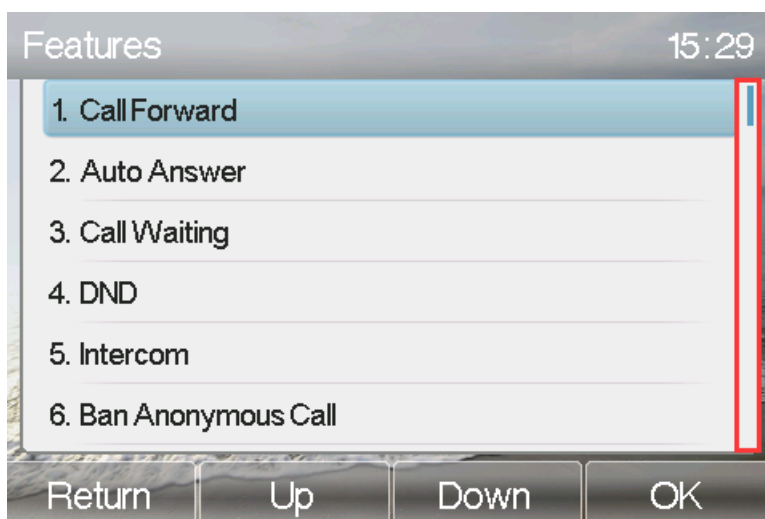 Features 15:29
1. Call Forward
2. Auto Answer
3. Call Waiting
4. DND
5. Intercom
6. Ban Anonymous Call
Return Up Down OK